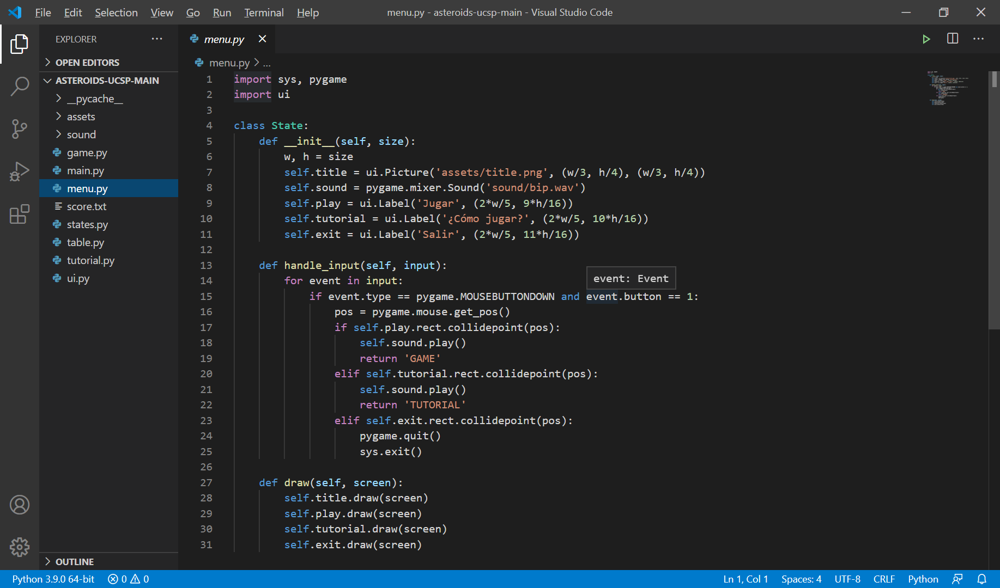 File Edit Selection View Go Run Terminal Help menu.py - asteroids-ucsp-main - Visual Studio Code
EXPLORER
OPEN EDITORS
ASTEROIDS-UCSP-MAIN
__pycache__
assets
sound
game.py
main.py
menu.py
score.txt
states.py
table.py
tutorial.py
ui.py
OUTLINE
menu.py
menu.py > ...
1 import sys, pygame
2 import ui
3
4 class State:
5     def __init__(self, size):
6         w, h = size
7         self.title = ui.Picture('assets/title.png', (w/3, h/4), (w/3, h/4))
8         self.sound = pygame.mixer.Sound('sound/bip.wav')
9         self.play = ui.Label('Jugar', (2*w/5, 9*h/16))
10         self.tutorial = ui.Label('¿Cómo jugar?', (2*w/5, 10*h/16))
11         self.exit = ui.Label('Salir', (2*w/5, 11*h/16))
12
13     def handle_input(self, input):
14         for event in input:
event: Event
15             if event.type == pygame.MOUSEBUTTONDOWN and event.button == 1:
16                 pos = pygame.mouse.get_pos()
17                 if self.play.rect.collidepoint(pos):
18                     self.sound.play()
19                     return 'GAME'
20                 elif self.tutorial.rect.collidepoint(pos):
21                     self.sound.play()
22                     return 'TUTORIAL'
23                 elif self.exit.rect.collidepoint(pos):
24                     pygame.quit()
25                     sys.exit()
26
27     def draw(self, screen):
28         self.title.draw(screen)
29         self.play.draw(screen)
30         self.tutorial.draw(screen)
31         self.exit.draw(screen)
Python 3.9.0 64-bit 0 0 Ln 1, Col 1 Spaces: 4 UTF-8 CRLF Python